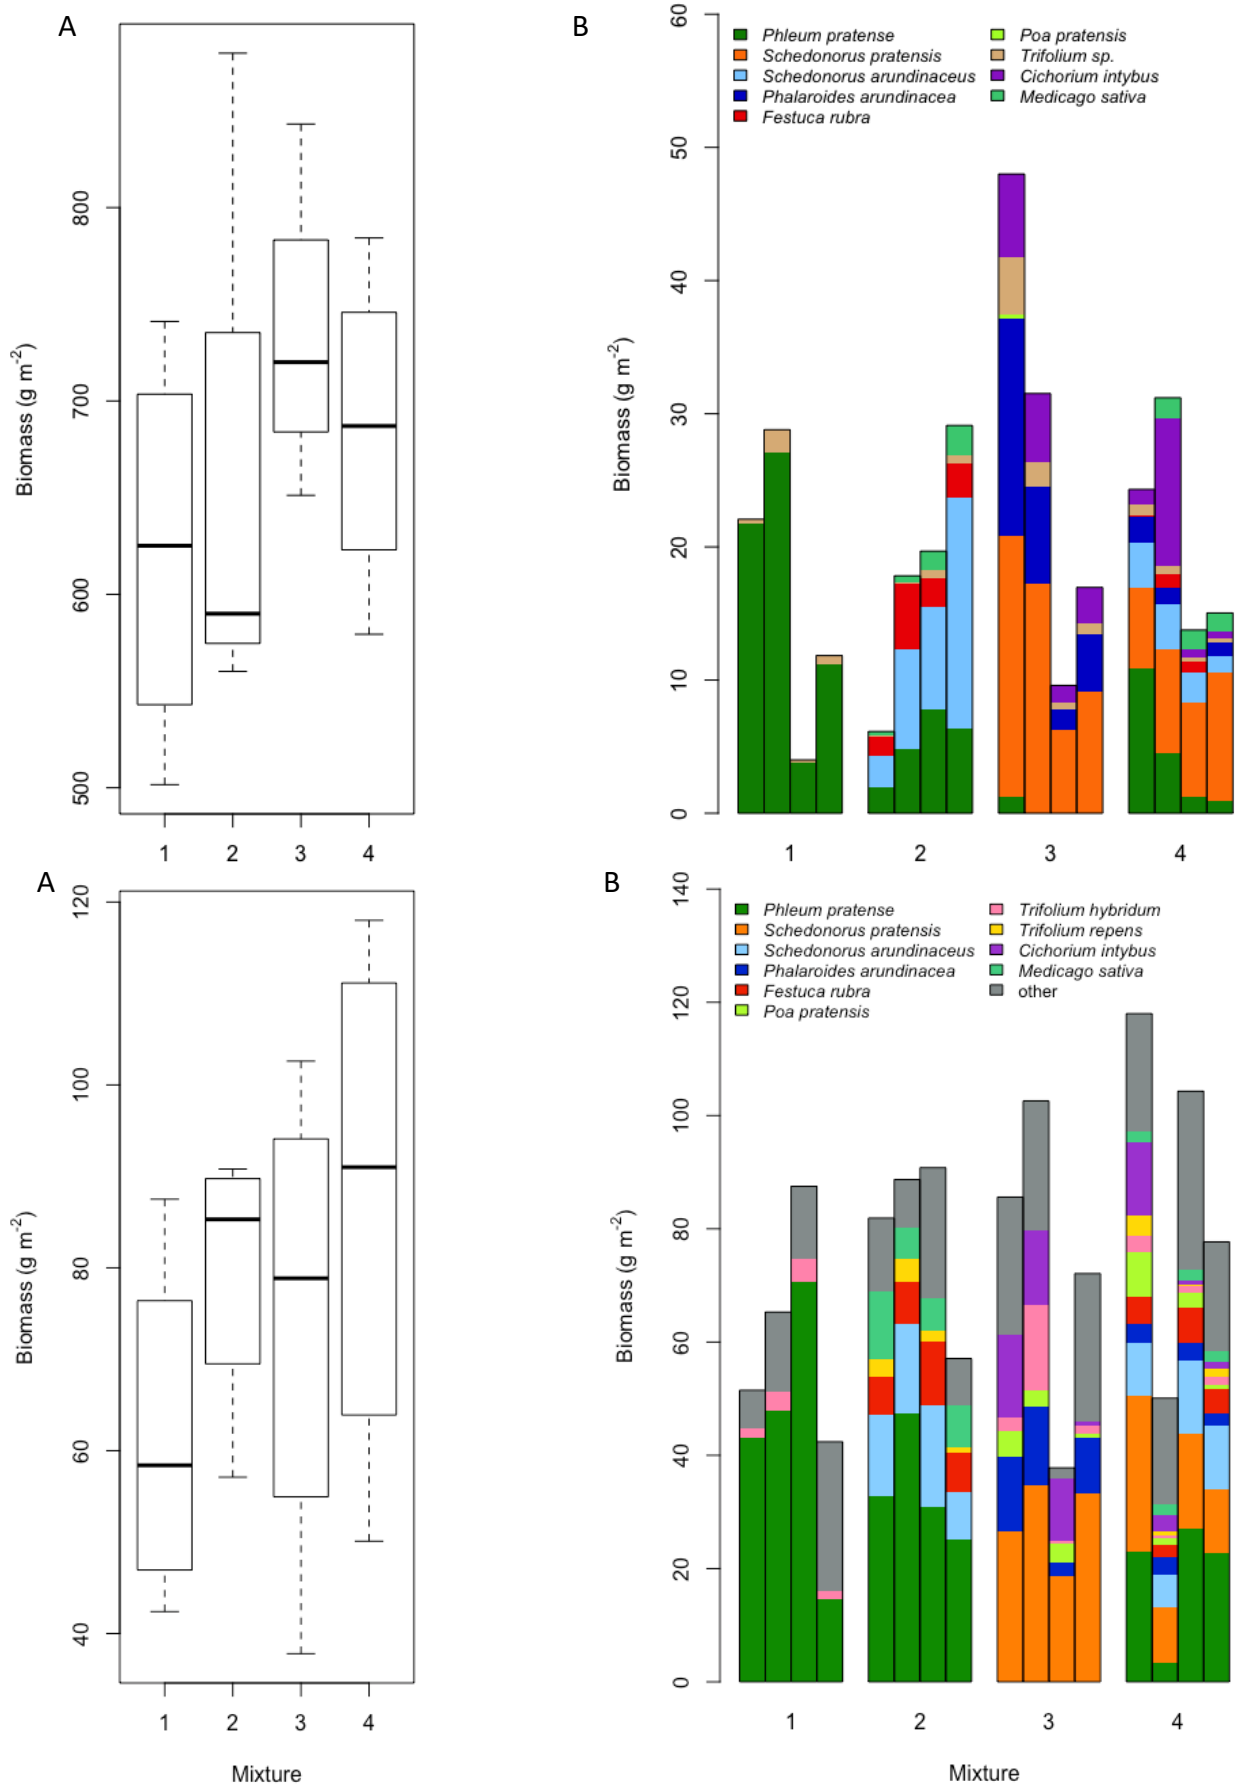 A
Biomass (g m-2)
800
700
600
500
1 2 3 4
B
Biomass (g m-2)
60
50
40
30
20
10
0
Phleum pratense
Schedonorus pratensis
Schedonorus arundinaceus
Phalaroides arundinacea
Festuca rubra
Poa pratensis
Trifolium sp.
Cichorium intybus
Medicago sativa
1 2 3 4
A
Biomass (g m-2)
120
100
80
60
40
1 2 3 4
Mixture
B
Biomass (g m-2)
140
120
100
80
60
40
20
0
Phleum pratense
Schedonorus pratensis
Schedonorus arundinaceus
Phalaroides arundinacea
Festuca rubra
Poa pratensis
Trifolium hybridum
Trifolium repens
Cichorium intybus
Medicago sativa
other
1 2 3 4
Mixture